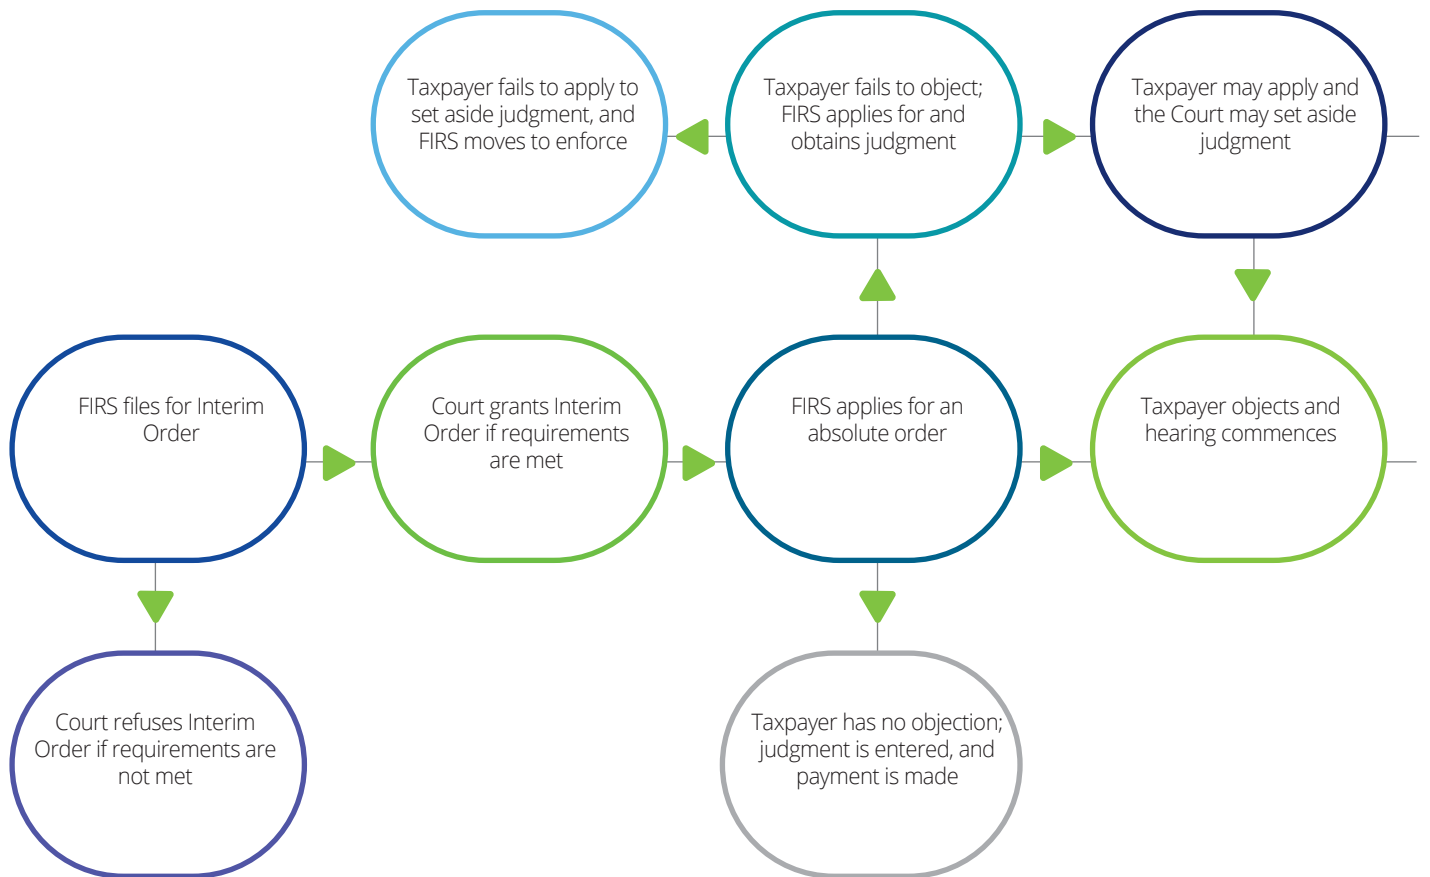 Taxpayer fails to apply to
set aside judgment, and
FIRS moves to enforce
Taxpayer fails to object;
FIRS applies for and
obtains judgment
Taxpayer may apply and
the Court may set aside
judgment
FIRS files for Interim
Order
Court grants Interim
Order if requirements
are met
FIRS applies for an
absolute order
Taxpayer objects and
hearing commences
Court refuses Interim
Order if requirements are
not met
Taxpayer has no objection;
judgment is entered, and
payment is made